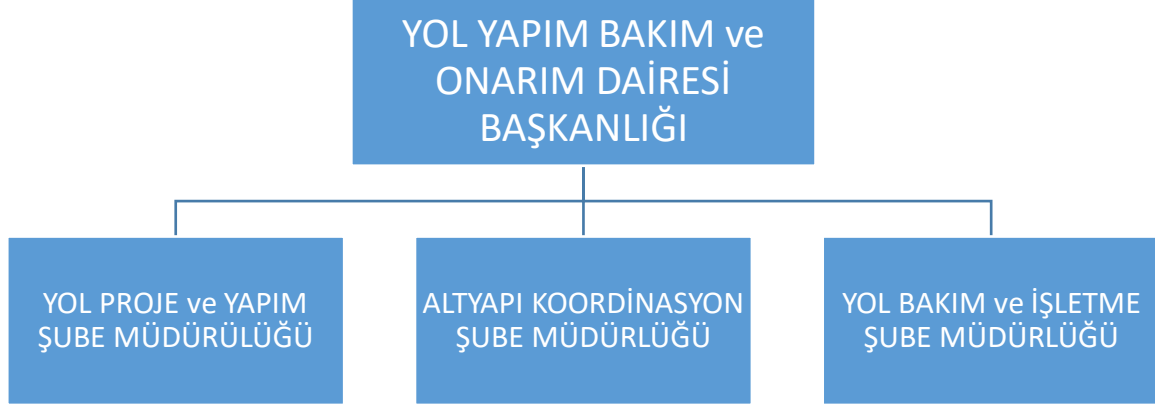 YOL YAPIM BAKIM ve
ONARIM DAİRESİ
BAŞKANLIĞI
YOL PROJE ve YAPIM
ŞUBE MÜDÜRÜLÜĞÜ
ALTYAPI KOORDİNASYON
ŞUBE MÜDÜRLÜĞÜ
YOL BAKIM ve İŞLETME
ŞUBE MÜDÜRLÜĞÜ